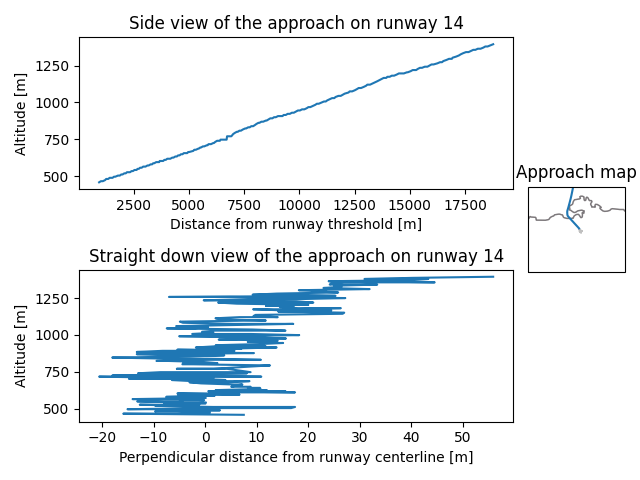 Side view of the approach on runway 14
1250
1000
750
500
Altitude [m]
2500 5000 7500 10000 12500 15000 17500
Distance from runway threshold [m]
Approach map
Straight down view of the approach on runway 14
1250
1000
750
500
Altitude [m]
−20 −10 0 10 20 30 40 50
Perpendicular distance from runway centerline [m]